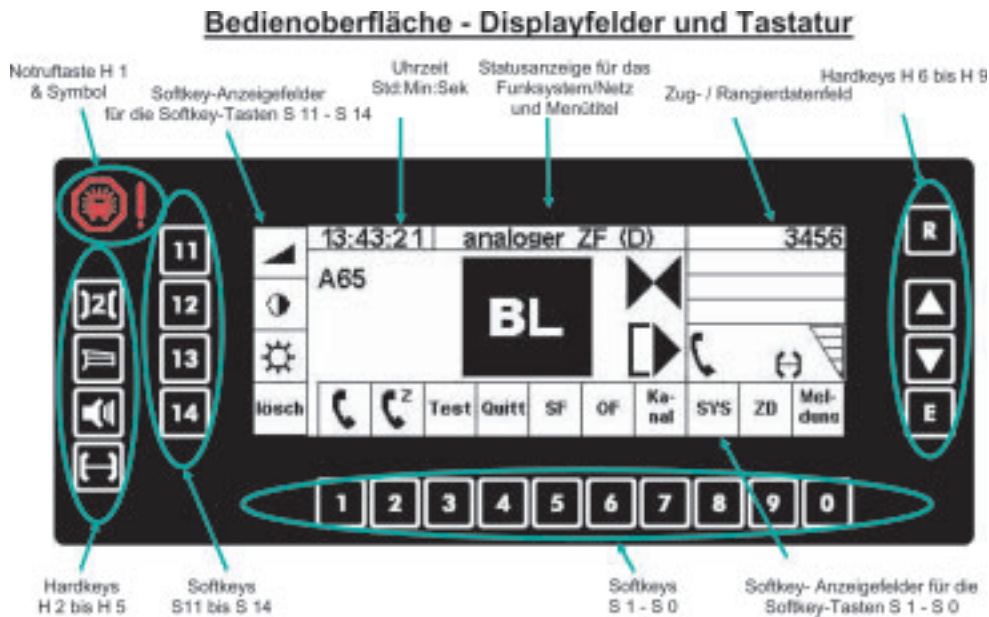 Bedienoberfläche - Displayfelder und Tastatur
Notruftaste H 1
& Symbol
Softkey-Anzeigefelder
für die Softkey-Tasten S 11 - S 14
Uhrzeit
Std:Min:Sek
Statusanzeige für das
Funksystem/Netz
und Menütitel
Zug- / Rangierdatenfeld
Hardkeys H 6 bis H 9
!
11
12
13
14
)2(
13:43:21
analoger ZF (D)
3456
A65
BL
lösch
Z
Test
Quitt
SF
OF
Ka-
nal
SYS
ZD
Mel-
dung
R
E
1 2 3 4 5 6 7 8 9 0
Hardkeys
H 2 bis H 5
Softkeys
S11 bis S 14
Softkeys
S 1 - S 0
Softkey- Anzeigefelder für die
Softkey-Tasten S 1 - S 0